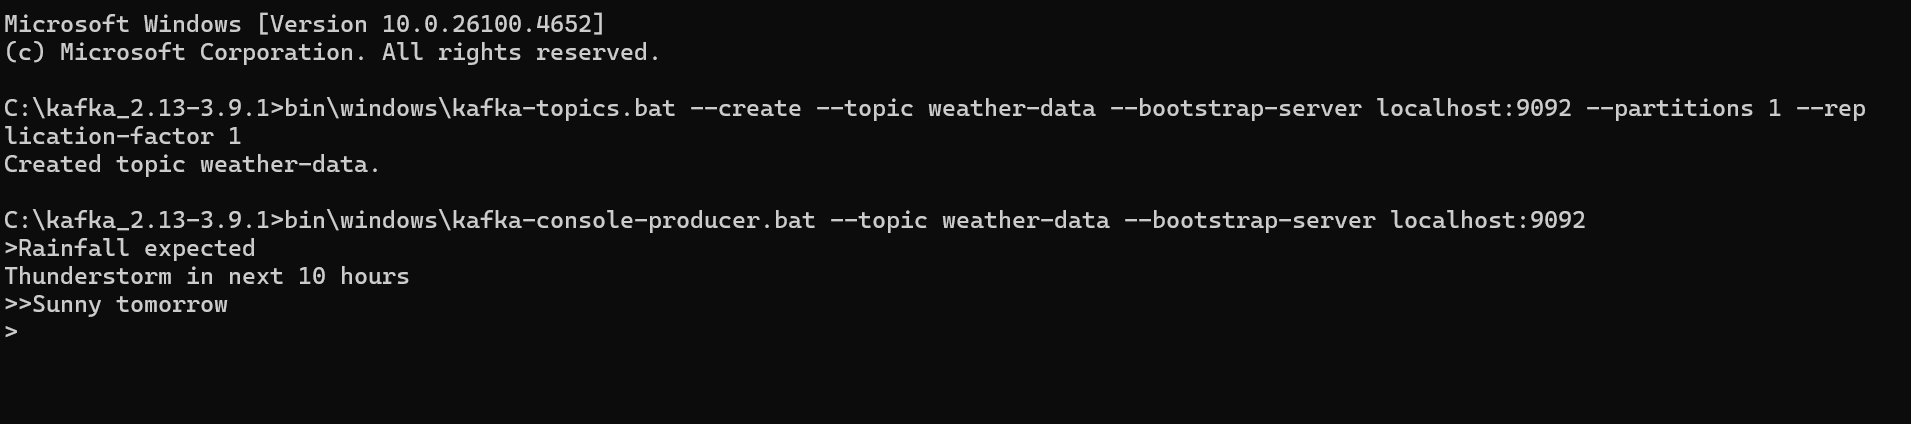 Microsoft Windows [Version 10.0.26100.4652]
(c) Microsoft Corporation. All rights reserved.
C:\kafka_2.13-3.9.1>bin\windows\kafka-topics.bat --create --topic weather-data --bootstrap-server localhost:9092 --partitions 1 --rep
lication-factor 1
Created topic weather-data.
C:\kafka_2.13-3.9.1>bin\windows\kafka-console-producer.bat --topic weather-data --bootstrap-server localhost:9092
>Rainfall expected
Thunderstorm in next 10 hours
>>Sunny tomorrow
>